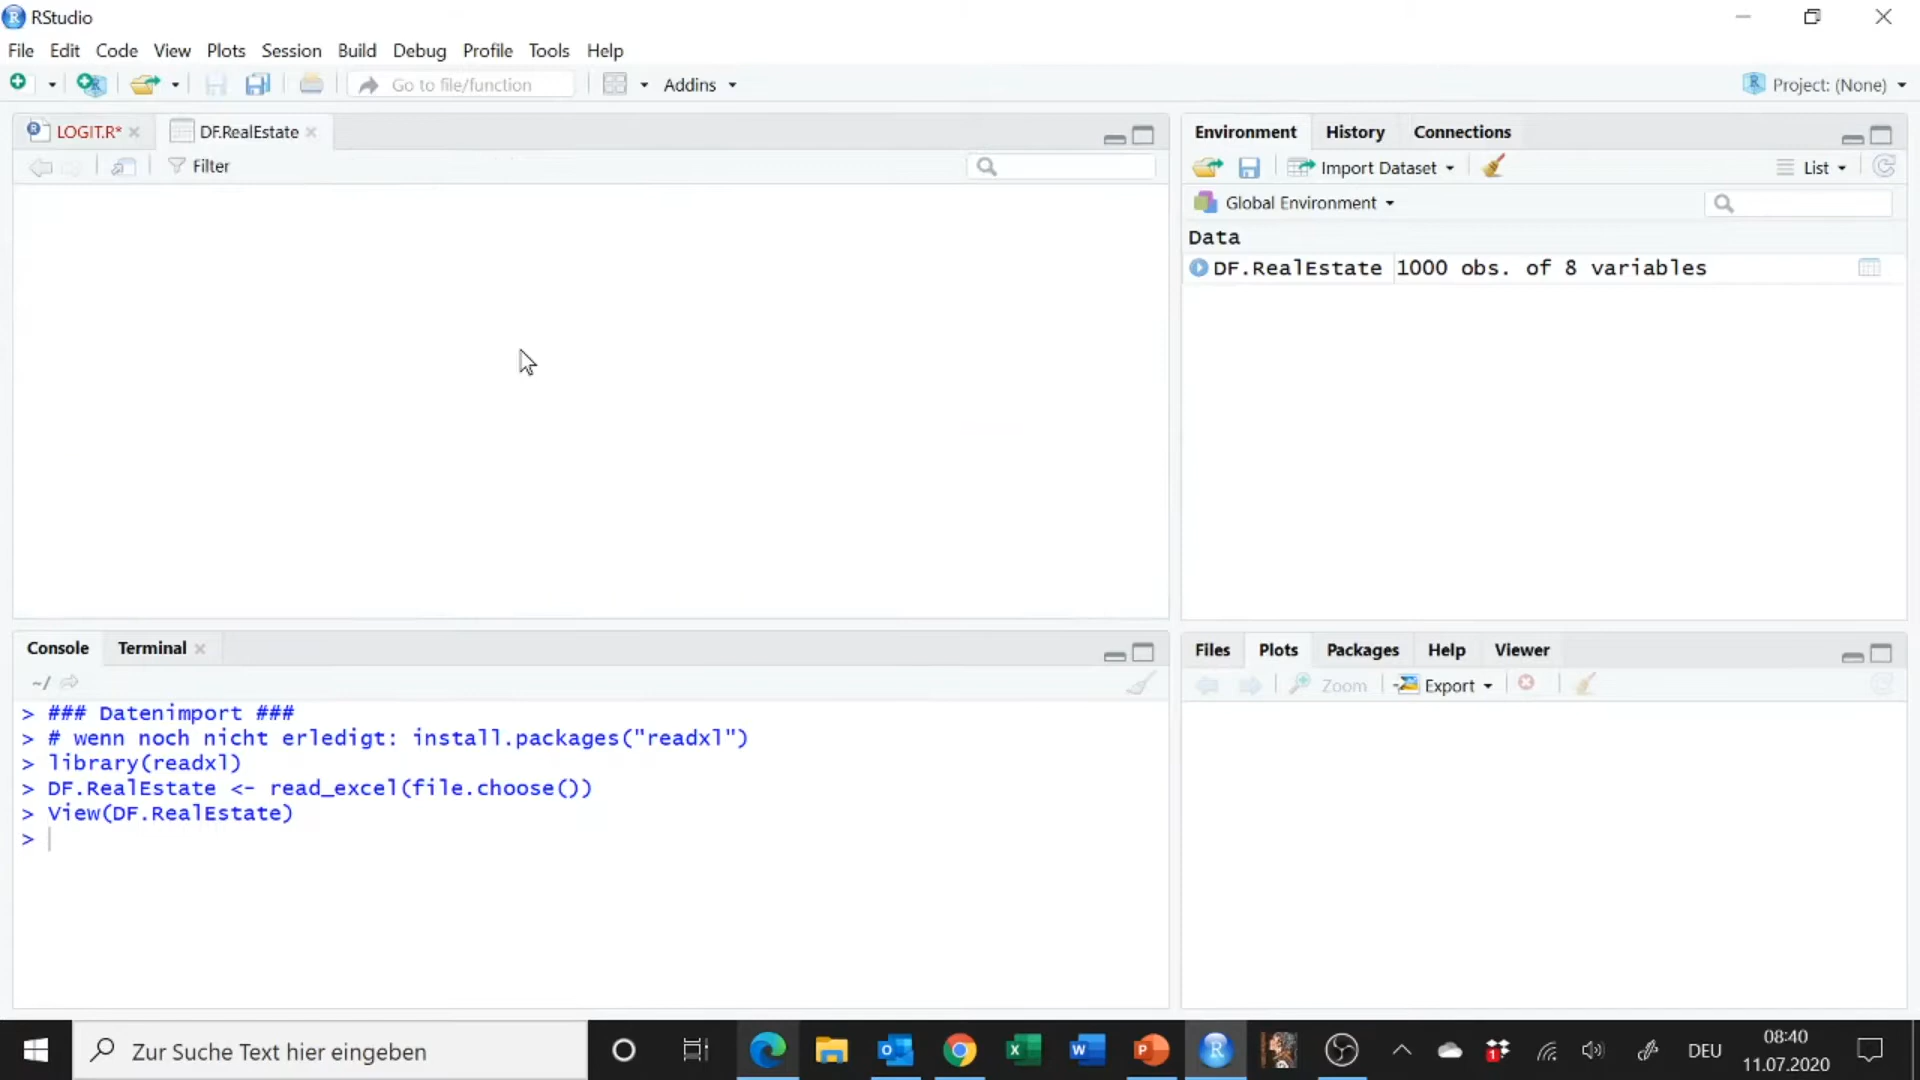 RStudio
File Edit Code View Plots Session Build Debug Profile Tools Help
Go to file/function Addins Project: (None)
LOGIT.R* DF.RealEstate
Filter
Environment History Connections
Import Dataset List
Global Environment
Data
DF.RealEstate 1000 obs. of 8 variables
Console Terminal
~/
> ### Datenimport ###
> # wenn noch nicht erledigt: install.packages("readxl")
> library(readxl)
> DF.RealEstate <- read_excel(file.choose())
> View(DF.RealEstate)
>
Files Plots Packages Help Viewer
Zoom Export
Zur Suche Text hier eingeben
DEU
08:40
11.07.2020